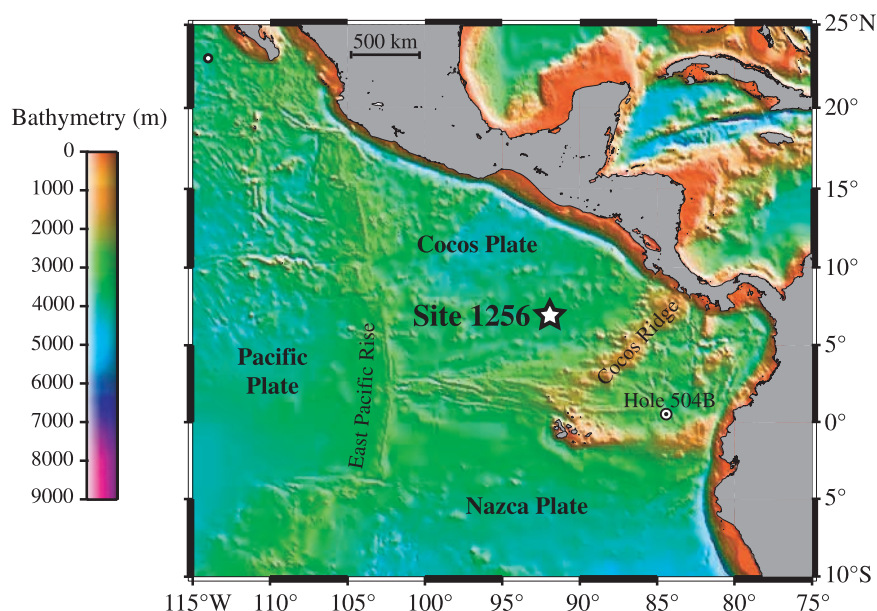 25°N
500 km
Bathymetry (m)
20°
0
1000
15°
2000
Cocos Plate
3000
10°
4000
Site 1256
5000
Cocos Ridge
Pacific
Plate
East Pacific Rise
5°
6000
Hole 504B
7000
0°
8000
9000
Nazca Plate
5°
10°S
115°W
110°
105°
100°
95°
90°
85°
80°
75°